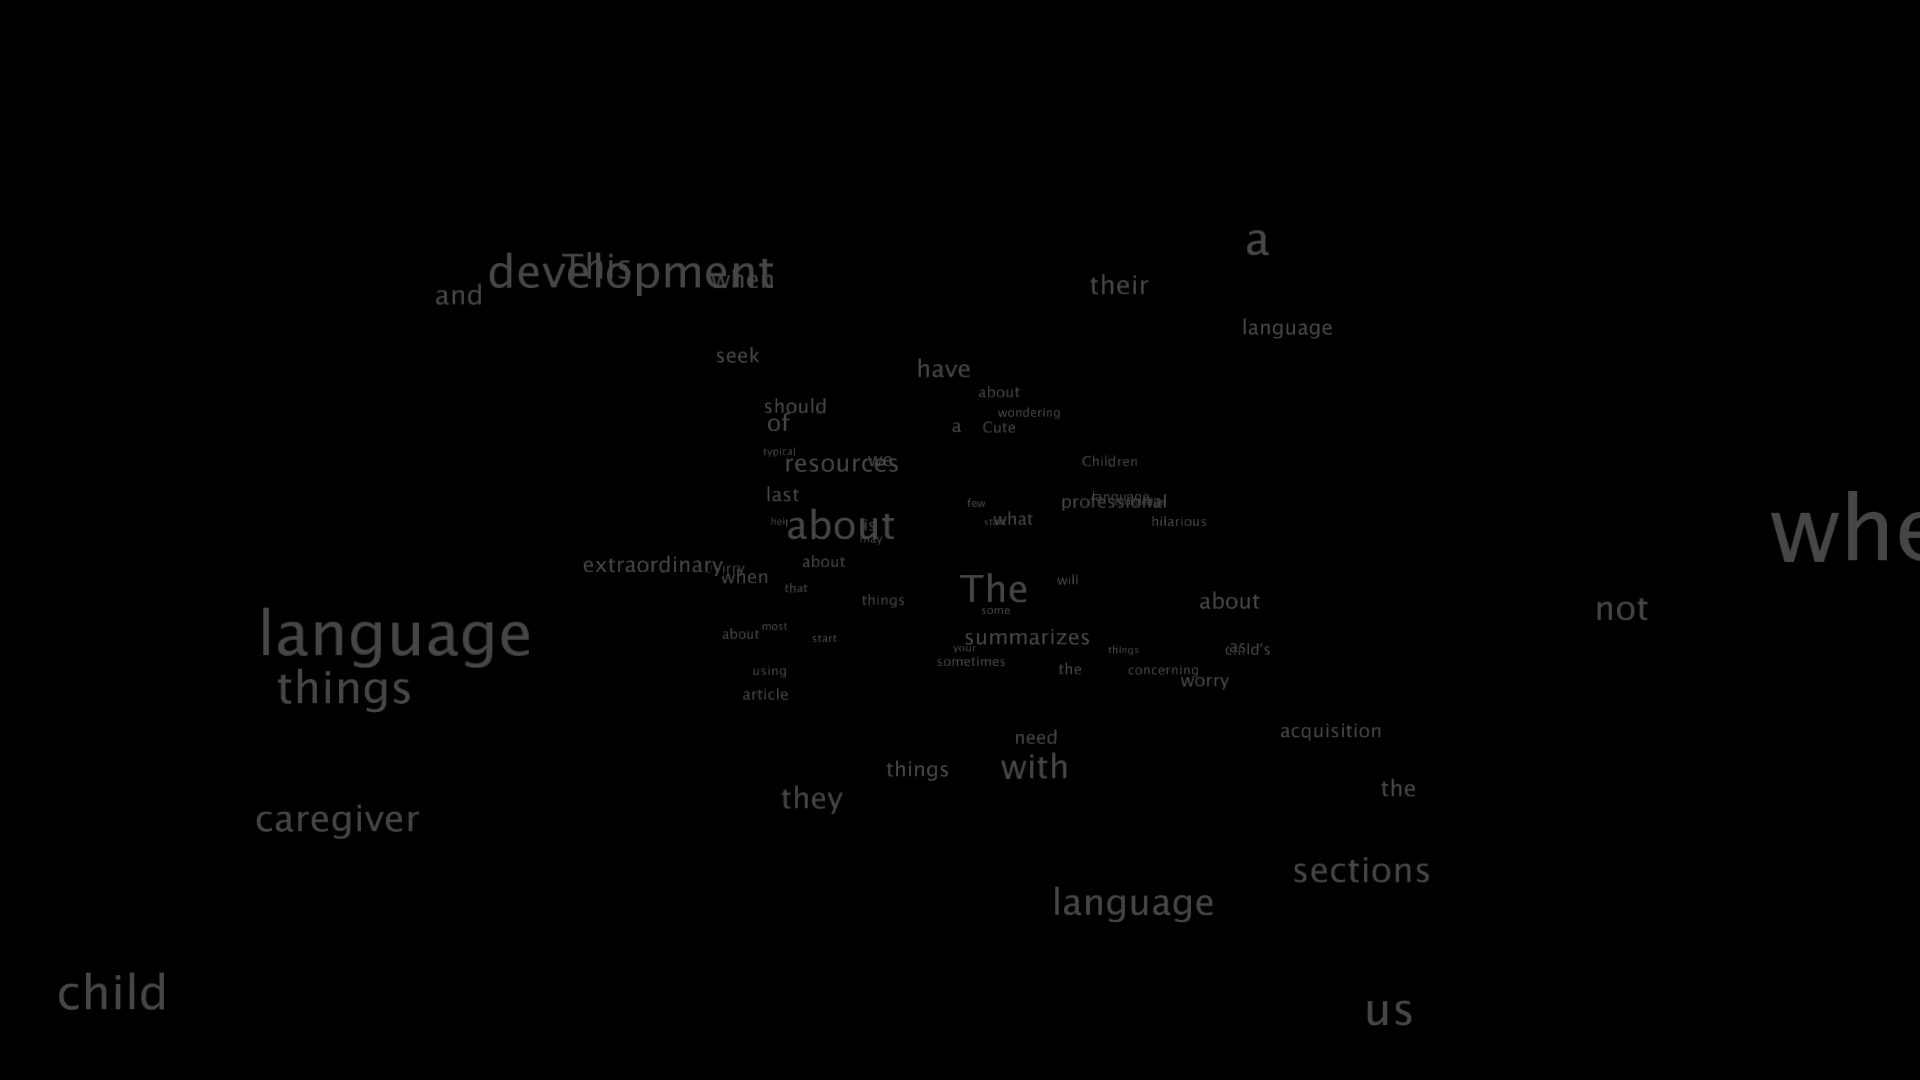 a
This
development
when
and
their
language
seek
have
about
should
wondering
of
a
Cute
typical
resources
we
Children
last
language
professional
few
help
about
is
what
hilarious
whe
may
extraordinary
about
when
that
The
will
things
about
not
some
most
about
start
language
summarizes
your
things
as
child's
sometimes
the
concerning
using
worry
things
article
acquisition
need
things
with
the
they
caregiver
sections
language
child
us